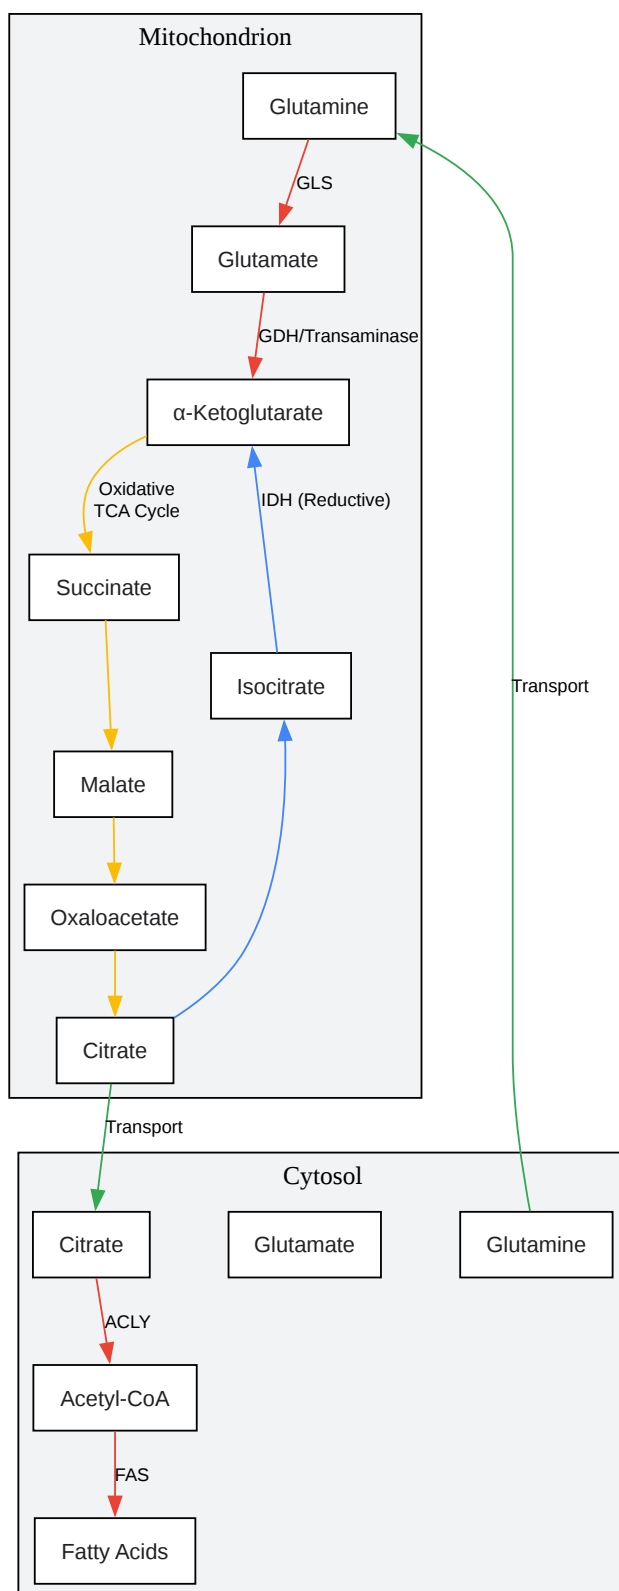 Mitochondrion
Glutamine
GLS
Glutamate
GDH/Transaminase
α-Ketoglutarate
Oxidative
TCA Cycle
IDH (Reductive)
Succinate
Isocitrate
Transport
Malate
Oxaloacetate
Citrate
Transport
Cytosol
Citrate
Glutamate
Glutamine
ACLY
Acetyl-CoA
FAS
Fatty Acids